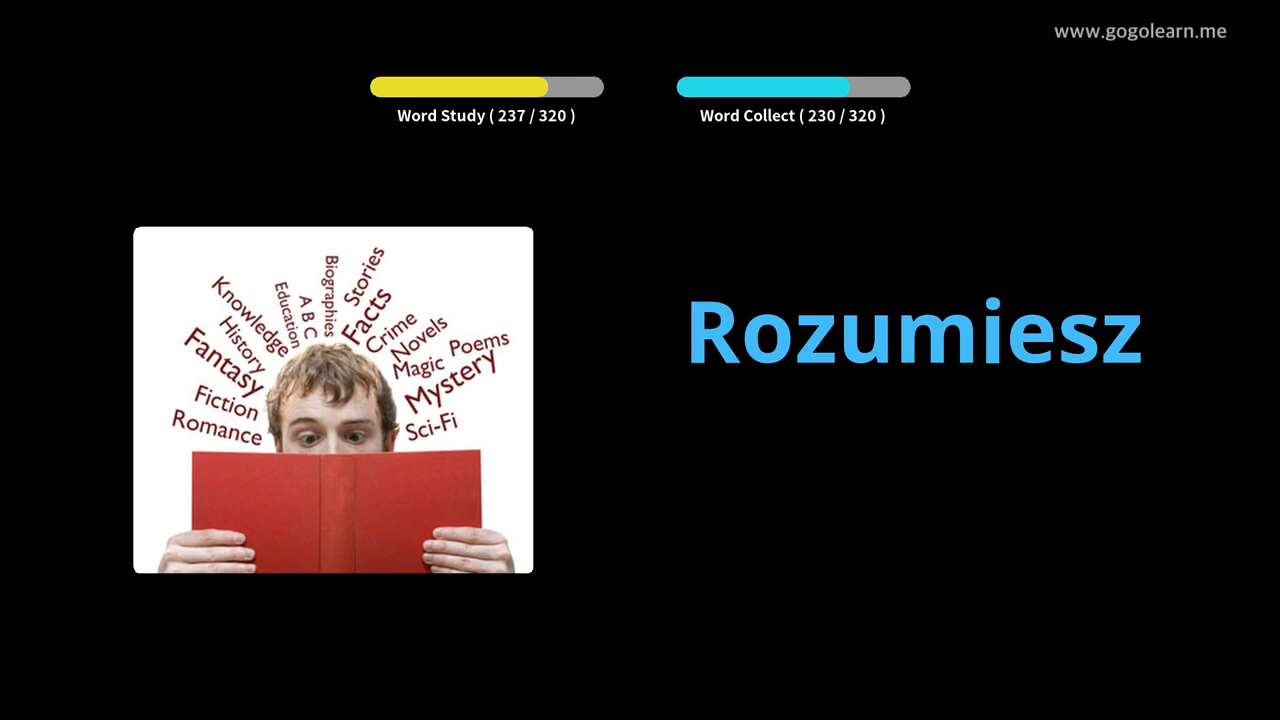 www.gogolearn.me
Word Study ( 237 / 320 )
Word Collect ( 230 / 320 )
Rozumiesz
Knowledge
History
Fantasy
Fiction
Romance
Education
A B C
Biographies
Stories
Facts
Crime
Novels
Magic
Poems
Mystery
Sci-Fi